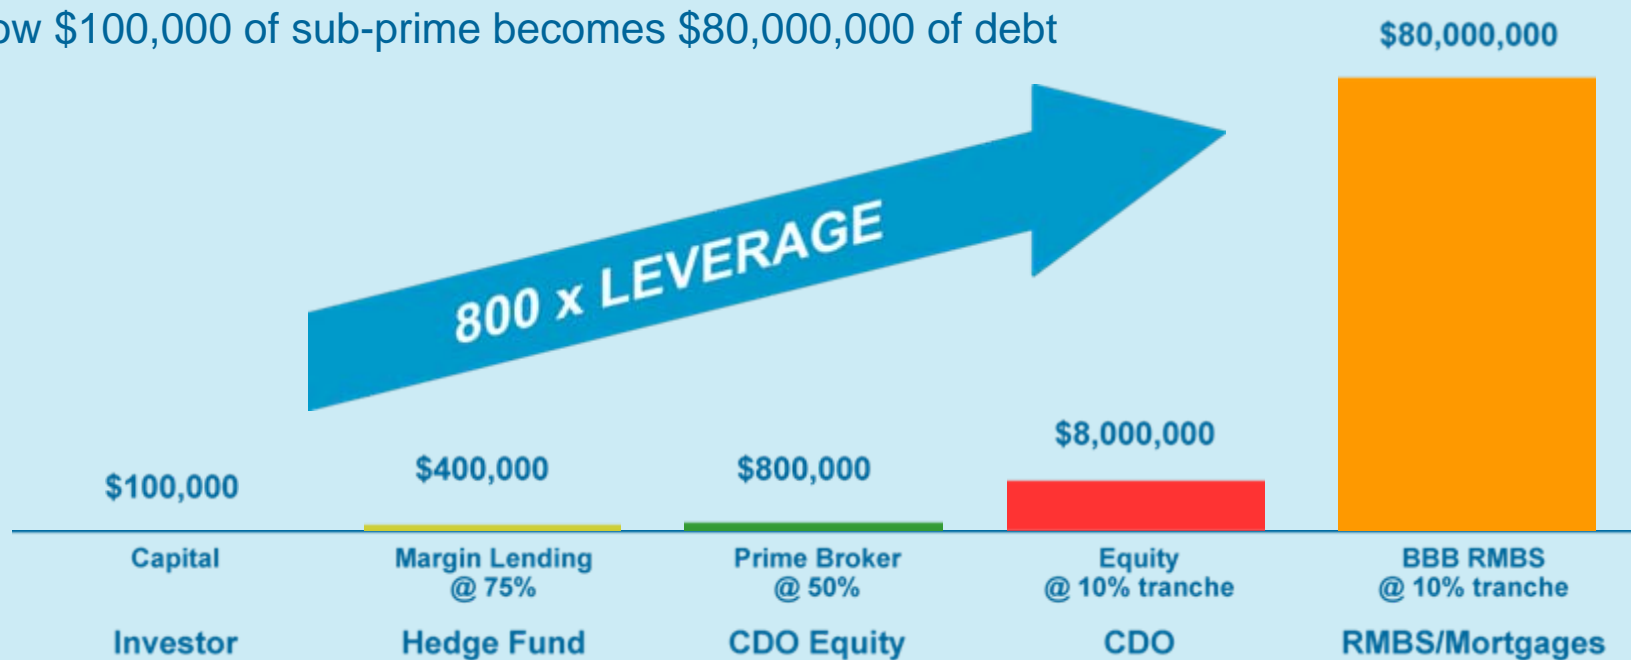 ow $100,000 of sub-prime becomes $80,000,000 of debt
$80,000,000
800 x LEVERAGE
$8,000,000
$400,000
$800,000
$100,000
Capital
Margin Lending
@ 75%
Prime Broker
@ 50%
Equity
@ 10% tranche
BBB RMBS
@ 10% tranche
Investor
Hedge Fund
CDO Equity
CDO
RMBS/Mortgages